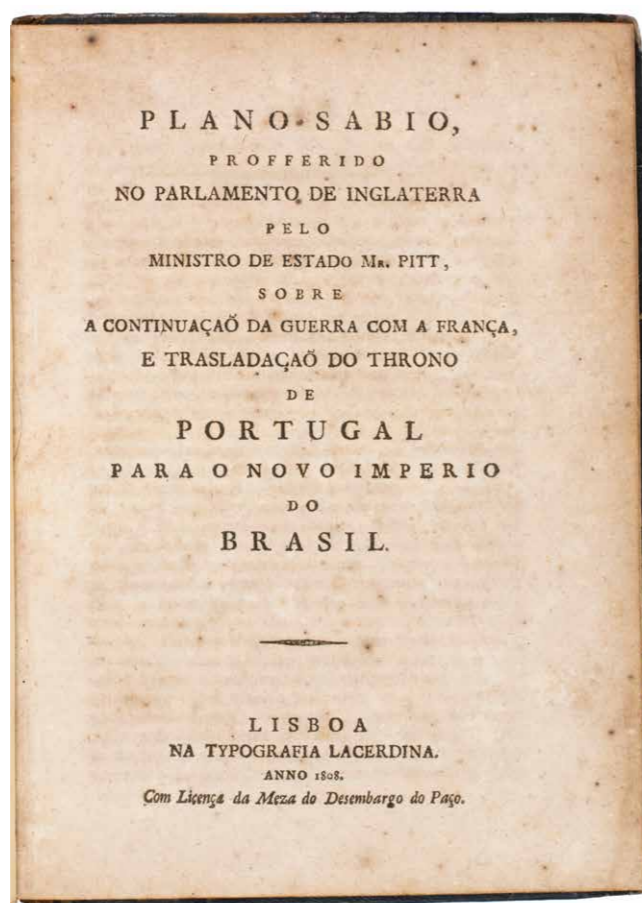 PLANO SABIO,
PROFFERIDO
NO PARLAMENTO DE INGLATERRA
PELO
MINISTRO DE ESTADO MR. PITT,
SOBRE
A CONTINUAÇAÕ DA GUERRA COM A FRANÇA,
E TRASLADAÇAÕ DO THRONO
DE
PORTUGAL
PARA O NOVO IMPERIO
DO
BRASIL.
LISBOA
NA TYPOGRAFIA LACERDINA.
ANNO 1808.
Com Licença da Meza do Desembargo do Paço.